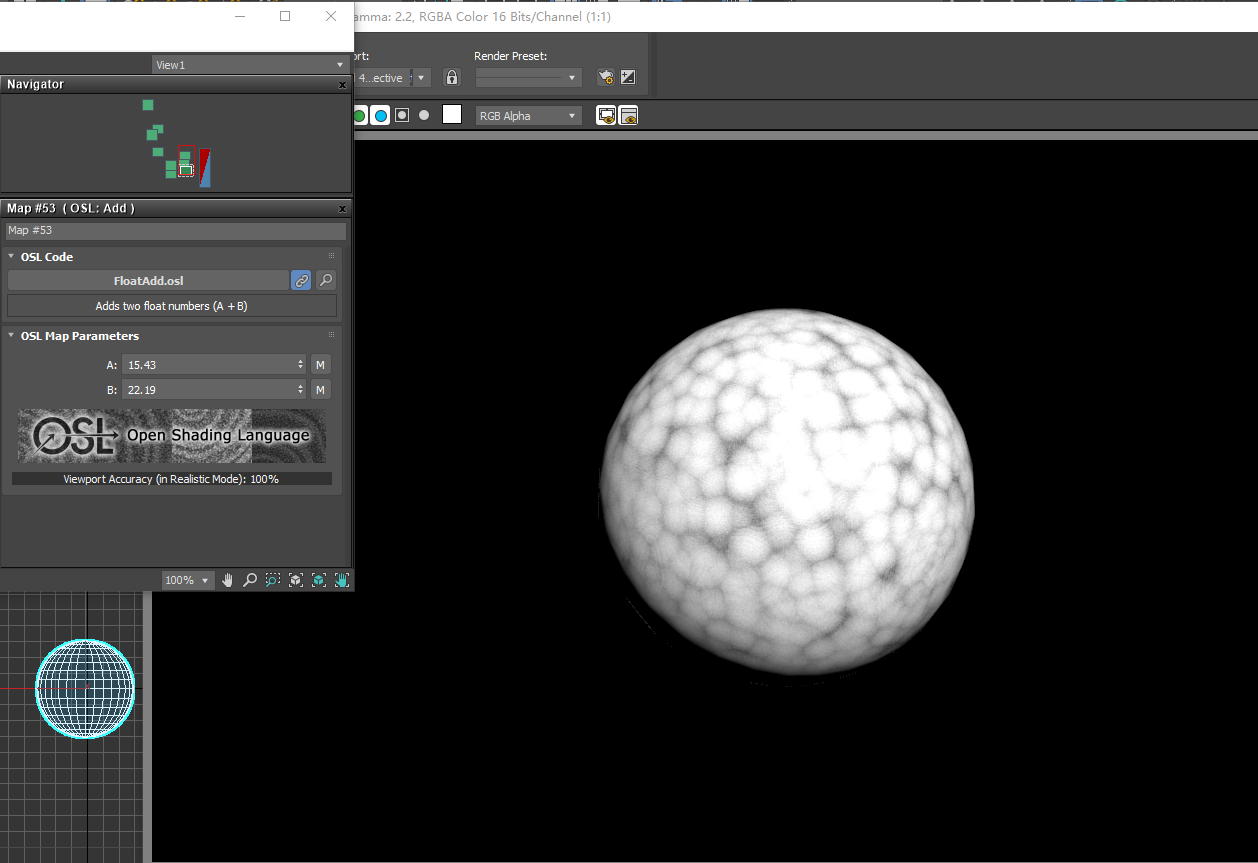 amma: 2.2, RGBA Color 16 Bits/Channel (1:1)
ort:
Render Preset:
View1
4...ective
Navigator
RGB Alpha
Map #53 ( OSL: Add )
Map #53
OSL Code
FloatAdd.osl
Adds two float numbers (A + B)
OSL Map Parameters
A: 15.43 M
B: 22.19 M
OSL Open Shading Language
Viewport Accuracy (in Realistic Mode): 100%
100%